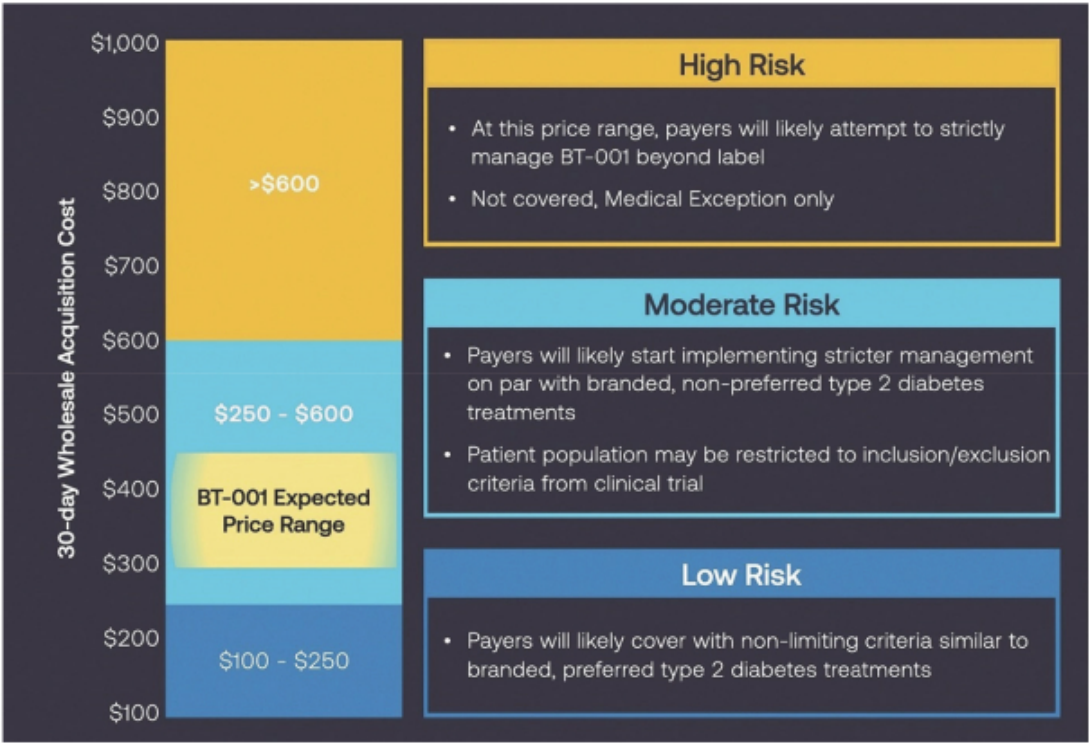 30-day Wholesale Acquisition Cost
$1,000
$900
$800
$700
$600
$500
$400
$300
$200
$100
>$600
$250 - $600
BT-001 Expected
Price Range
$100 - $250
High Risk
• At this price range, payers will likely attempt to strictly
manage BT-001 beyond label
• Not covered, Medical Exception only
Moderate Risk
• Payers will likely start implementing stricter management
on par with branded, non-preferred type 2 diabetes
treatments
• Patient population may be restricted to inclusion/exclusion
criteria from clinical trial
Low Risk
• Payers will likely cover with non-limiting criteria similar to
branded, preferred type 2 diabetes treatments